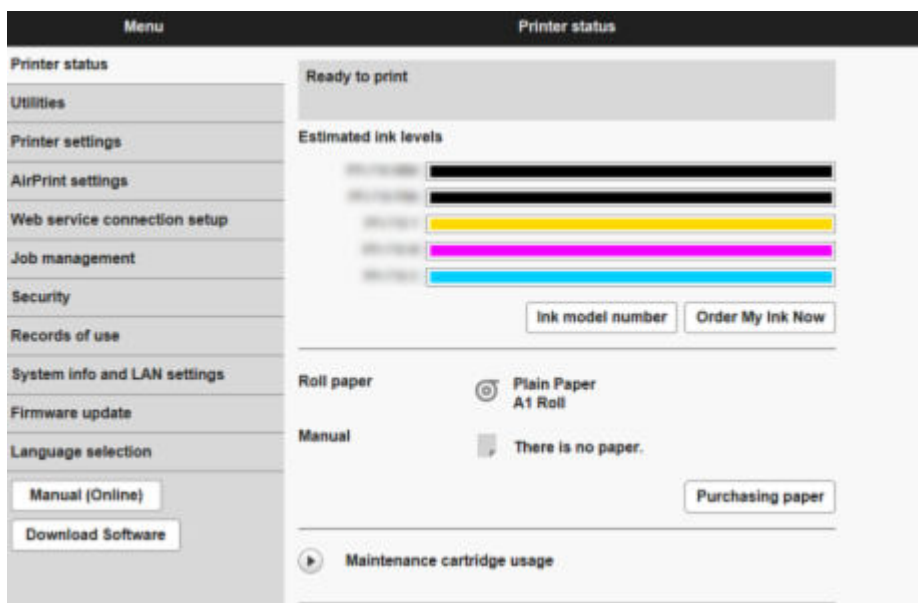 Menu
Printer status
Printer status
Utilities
Printer settings
AirPrint settings
Web service connection setup
Job management
Security
Records of use
System info and LAN settings
Firmware update
Language selection
Manual (Online)
Download Software
Ready to print
Estimated ink levels
Ink model number
Order My Ink Now
Roll paper
Plain Paper
A1 Roll
Manual
There is no paper.
Purchasing paper
Maintenance cartridge usage